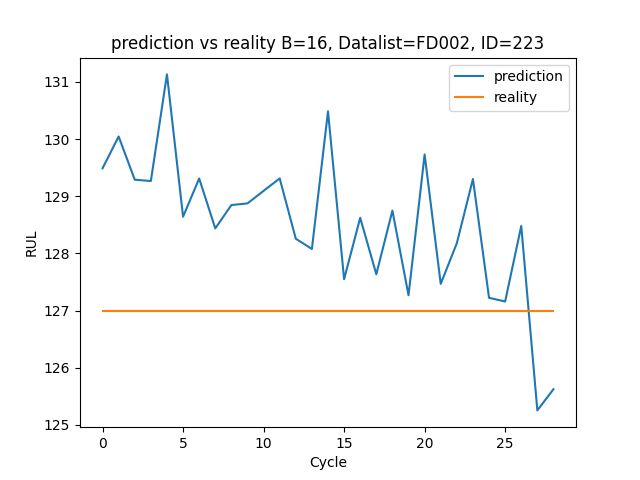 prediction vs reality B=16, Datalist=FD002, ID=223
prediction
reality
131
130
129
128
127
126
125
RUL
0 5 10 15 20 25
Cycle